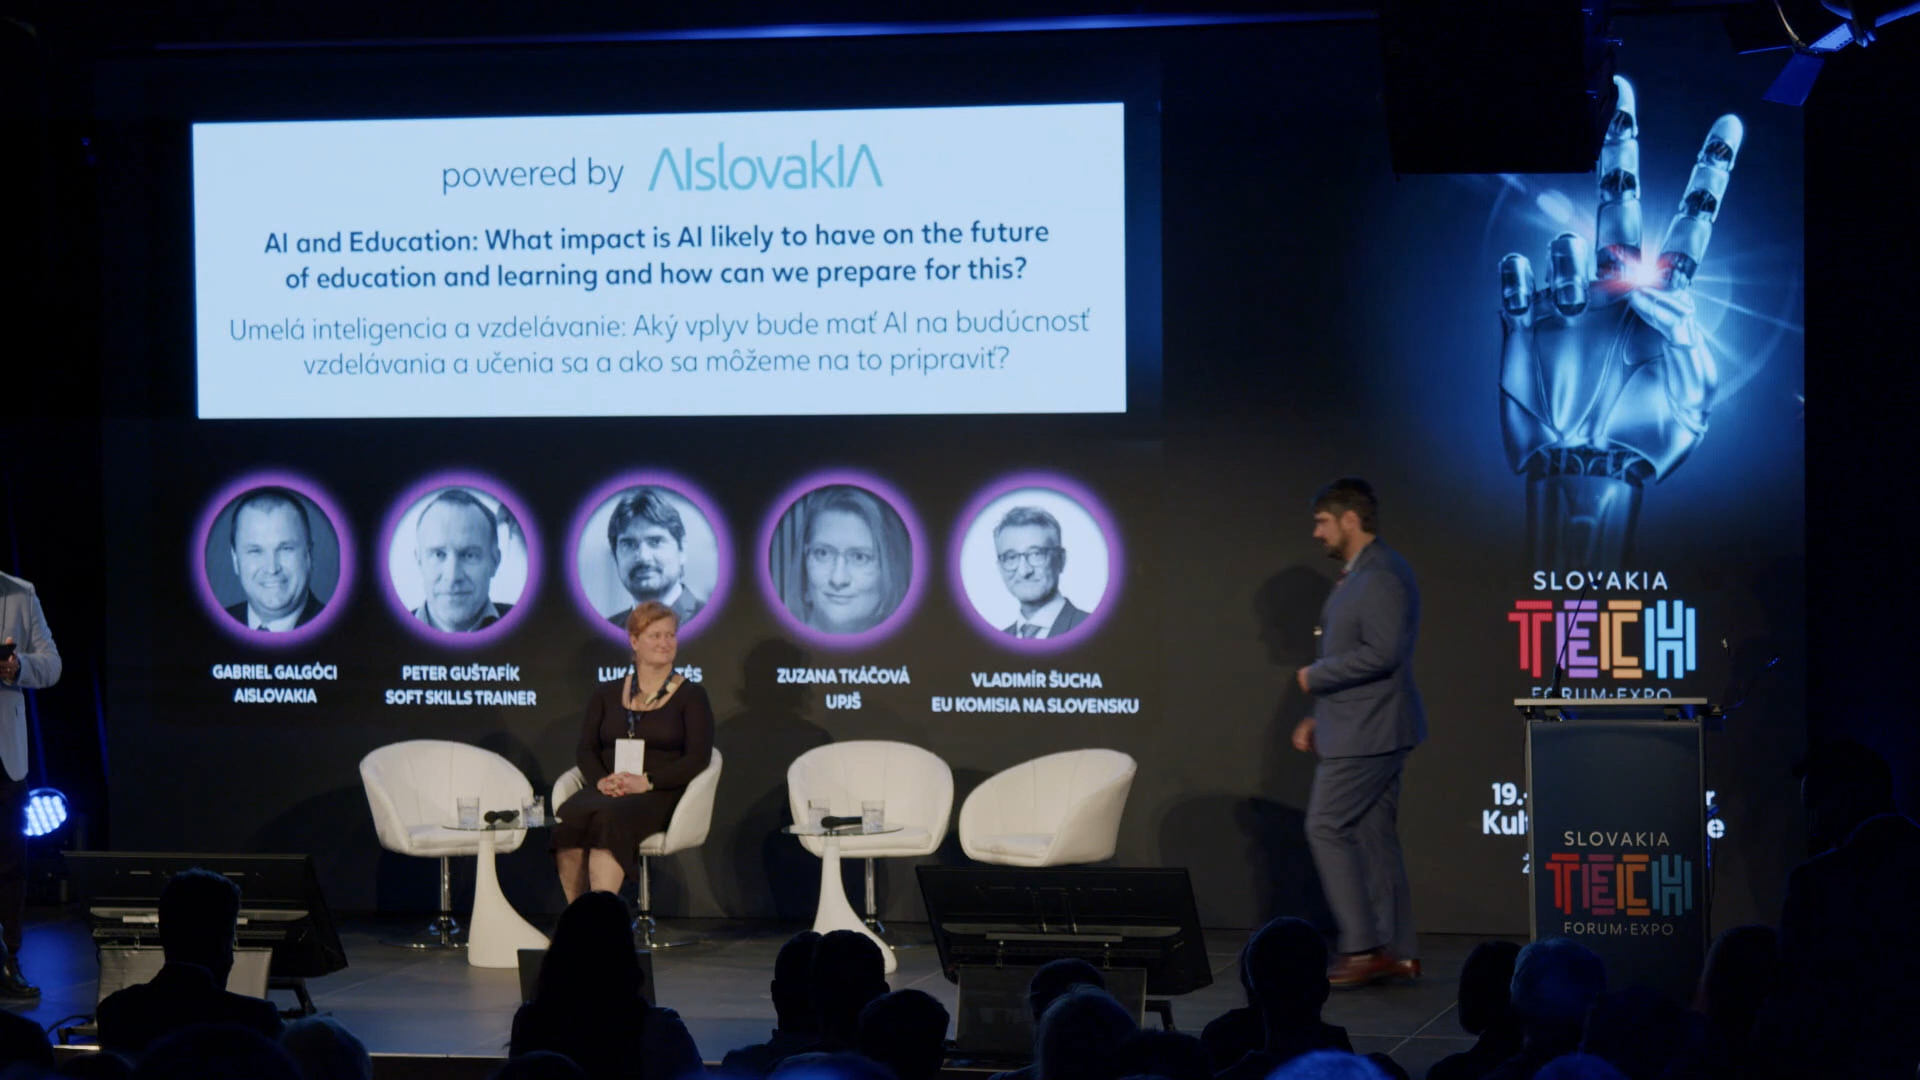 powered by AIslovakIA
AI and Education: What impact is AI likely to have on the future
of education and learning and how can we prepare for this?
Umelá inteligencia a vzdelávanie: Aký vplyv bude mať AI na budúcnosť
vzdelávania a učenia sa a ako sa môžeme na to pripraviť?
GABRIEL GALGÓCI
AISLOVAKIA
PETER GUŠTAFÍK
SOFT SKILLS TRAINER
ZUZANA TKÁČOVÁ
UPJŠ
VLADIMÍR ŠUCHA
EU KOMISIA NA SLOVENSKU
SLOVAKIA
TECH
FORUM·EXPO
SLOVAKIA
TECH
FORUM·EXPO